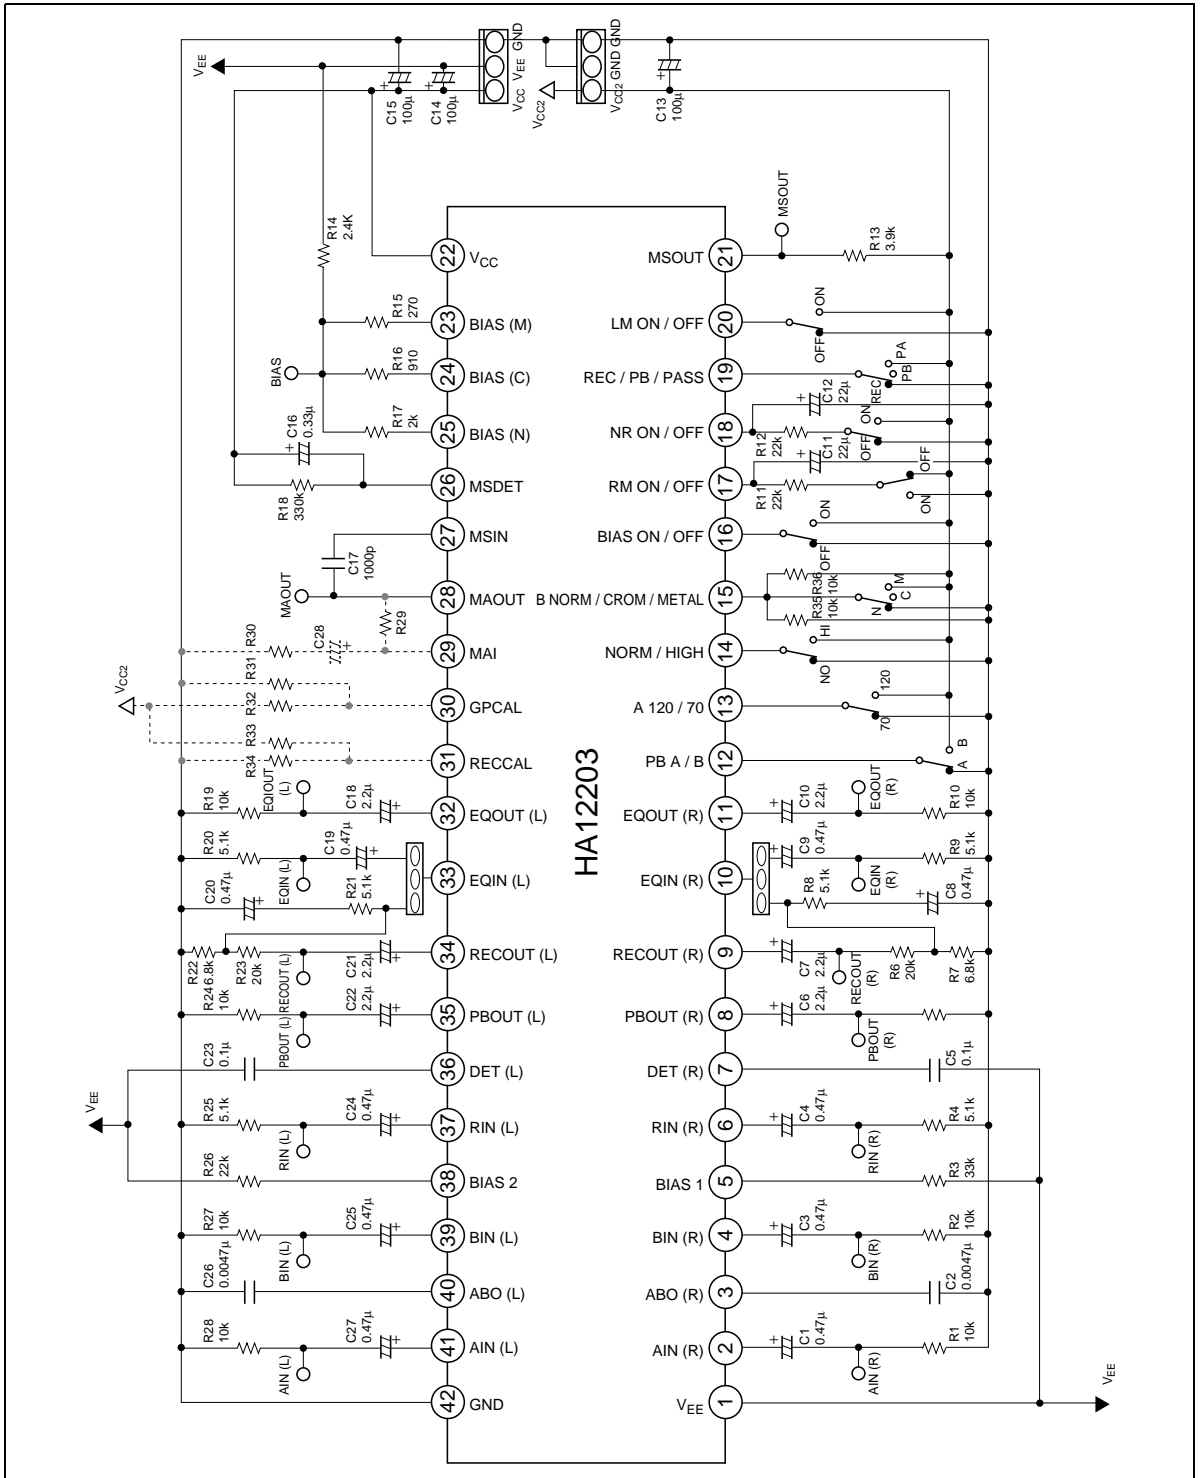 GND
VEE
VCC
GND
GND
VCC2
VEE
C15
100µ
C14
100µ
VCC2
C13
100µ
R14
2.4K
MSOUT
R13
3.9k
22
VCC
MSOUT
21
R15
270
23
BIAS (M)
LM ON / OFF
20
ON
OFF
BIAS
R16
910
24
BIAS (C)
REC / PB / PASS
19
PA
PB
REC
C16
0.33µ
R17
2k
25
BIAS (N)
NR ON / OFF
18
C12
22µ
R12
22k
ON
OFF
R18
330k
26
MSDET
RM ON / OFF
17
C11
22µ
R11
22k
OFF
ON
27
MSIN
BIAS ON / OFF
16
ON
OFF
C17
1000p
MAOUT
28
MAOUT
B NORM / CROM / METAL
15
R36
10k
R35
10k
M
C
N
R29
R30
C28
29
MAI
NORM / HIGH
14
HI
NO
VCC2
R31
R32
30
GPCAL
A 120 / 70
13
120
70
R33
R34
31
RECCAL
PB A / B
12
B
A
HA12203
R19
10k
EQIOUT
(L)
C18
2.2µ
32
EQOUT (L)
EQOUT (R)
11
C10
2.2µ
EQOUT
(R)
R10
10k
R20
5.1k
EQIN (L)
C19
0.47µ
C20
0.47µ
R21
5.1k
33
EQIN (L)
EQIN (R)
10
C9
0.47µ
EQIN
(R)
R9
5.1k
R8
5.1k
C8
0.47µ
R22
6.8k
R23
20k
RECOUT (L)
C21
2.2µ
34
RECOUT (L)
RECOUT (R)
9
C7
2.2µ
RECOUT
(R)
R6
20k
R7
6.8k
R24
10k
PBOUT (L)
C22
2.2µ
35
PBOUT (L)
PBOUT (R)
8
C6
2.2µ
PBOUT
(R)
C23
0.1µ
36
DET (L)
DET (R)
7
C5
0.1µ
VEE
R25
5.1k
RIN (L)
C24
0.47µ
37
RIN (L)
RIN (R)
6
C4
0.47µ
RIN (R)
R4
5.1k
R26
22k
38
BIAS 2
BIAS 1
5
R3
33k
R27
10k
BIN (L)
C25
0.47µ
39
BIN (L)
BIN (R)
4
C3
0.47µ
BIN (R)
R2
10k
C26
0.0047µ
40
ABO (L)
ABO (R)
3
C2
0.0047µ
R28
10k
AIN (L)
C27
0.47µ
41
AIN (L)
AIN (R)
2
C1
0.47µ
AIN (R)
R1
10k
42
GND
VEE
1
VEE